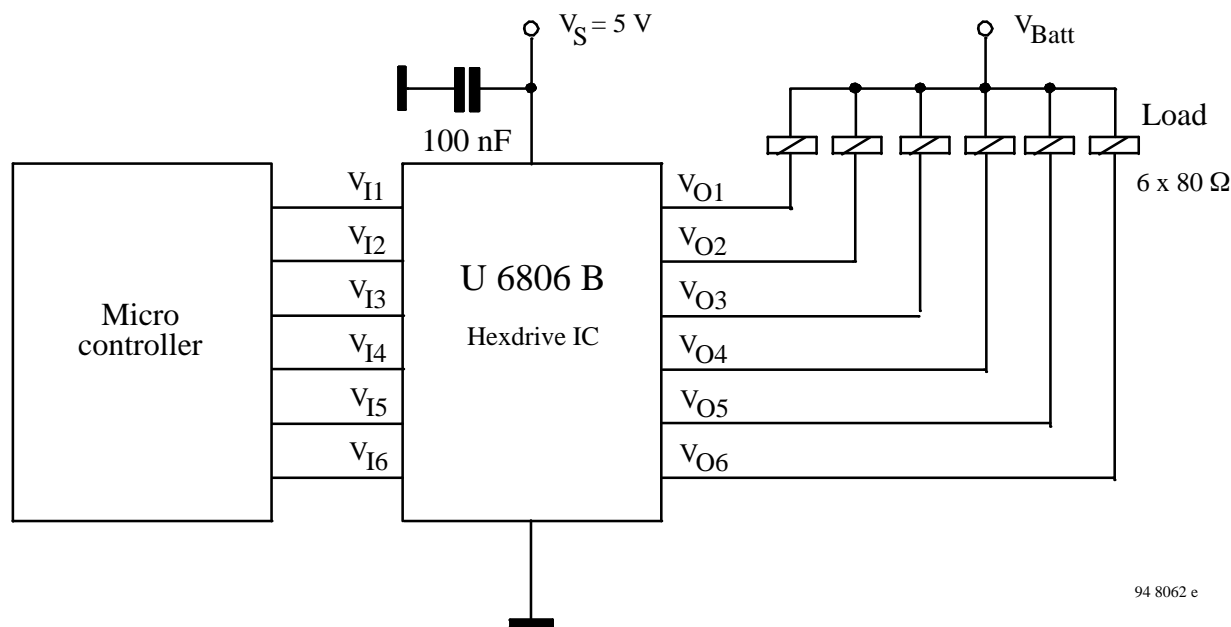 V_S = 5 V
V_Batt
100 nF
Load
6 x 80 Ω
V_I1
V_I2
V_I3
V_I4
V_I5
V_I6
Micro
controller
U 6806 B
Hexdrive IC
V_O1
V_O2
V_O3
V_O4
V_O5
V_O6
94 8062 e